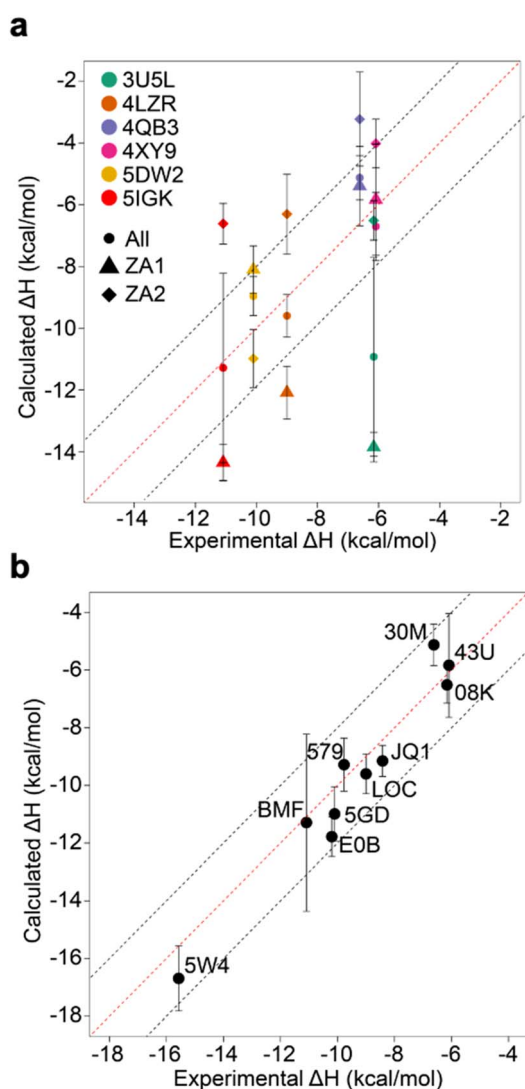 a
Calculated ΔH (kcal/mol)
-2
-4
-6
-8
-10
-12
-14
3U5L
4LZR
4QB3
4XY9
5DW2
5IGK
All
ZA1
ZA2
-14 -12 -10 -8 -6 -4 -2
Experimental ΔH (kcal/mol)
b
Calculated ΔH (kcal/mol)
-4
-6
-8
-10
-12
-14
-16
-18
30M
43U
08K
579
JQ1
LOC
BMF
5GD
E0B
5W4
-18 -16 -14 -12 -10 -8 -6 -4
Experimental ΔH (kcal/mol)